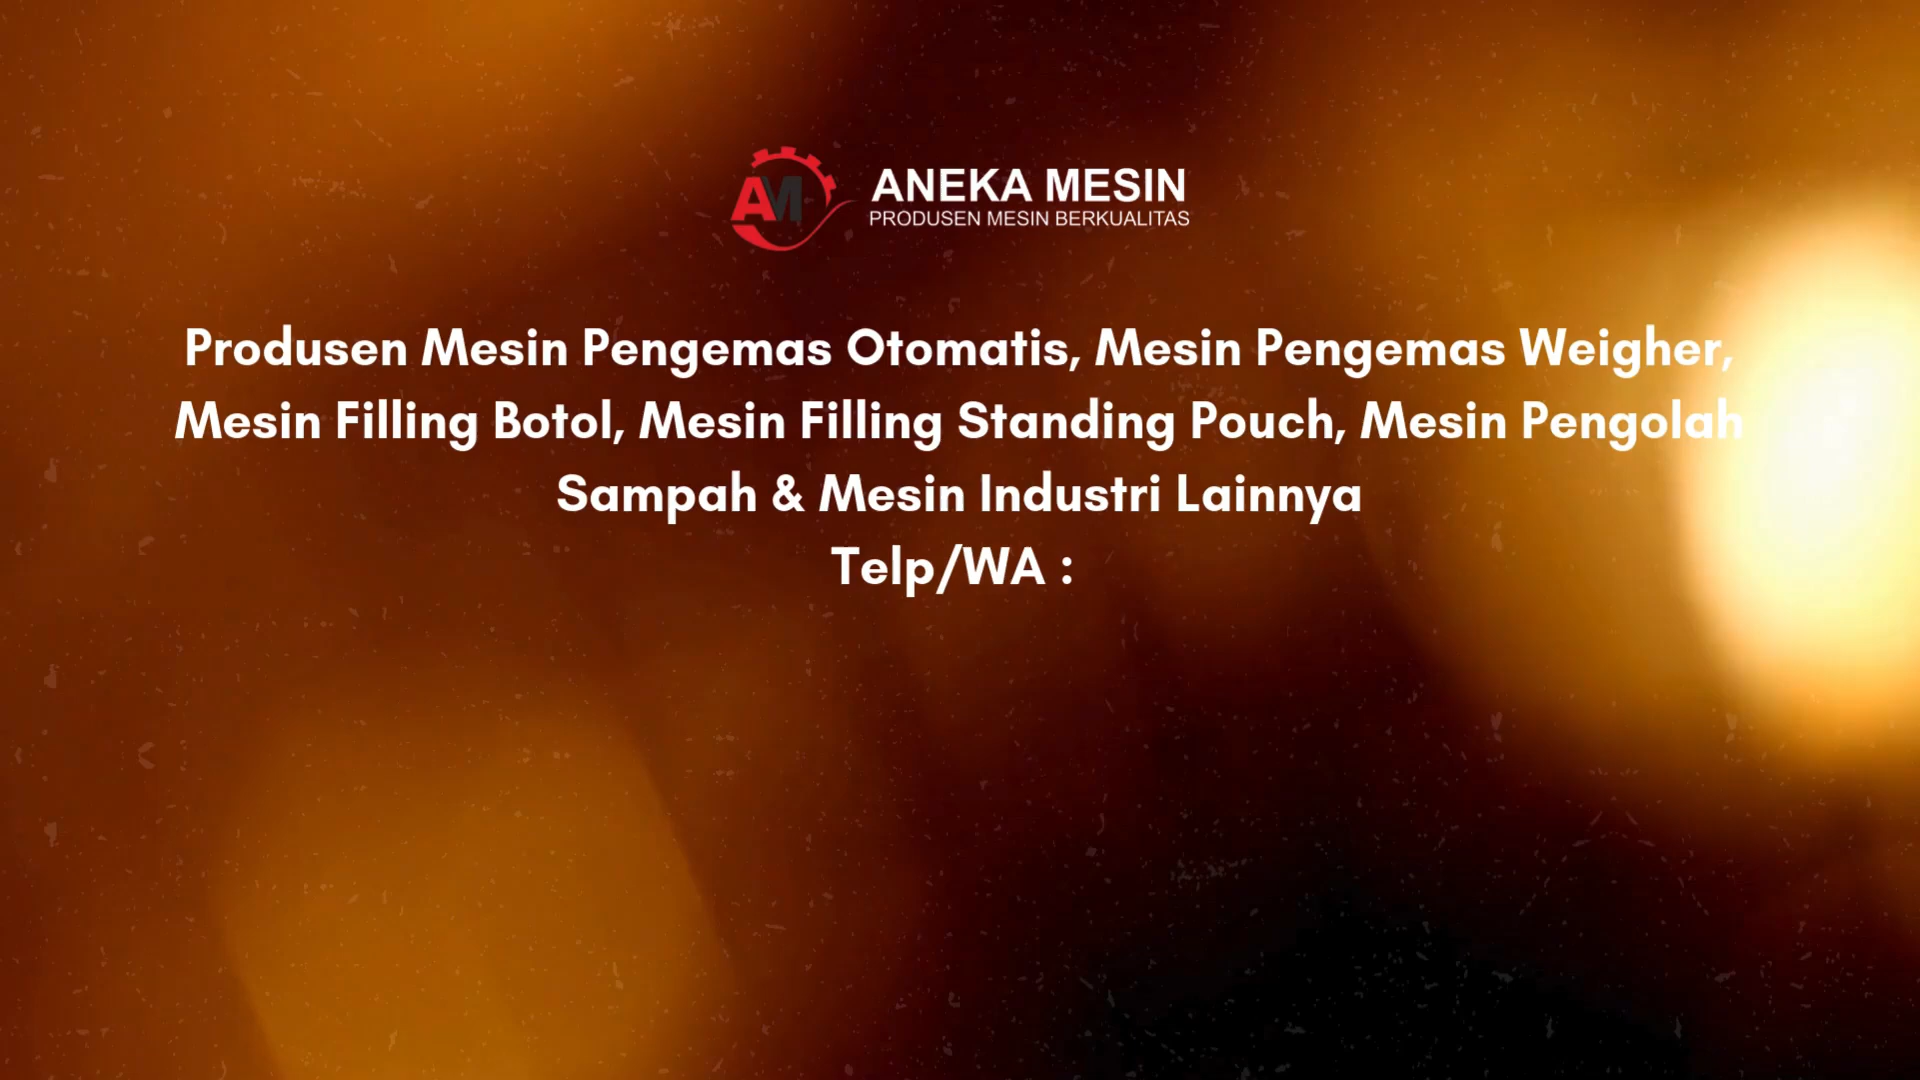 AM
ANEKA MESIN
PRODUSEN MESIN BERKUALITAS
Produsen Mesin Pengemas Otomatis, Mesin Pengemas Weigher,
Mesin Filling Botol, Mesin Filling Standing Pouch, Mesin Pengolah
Sampah & Mesin Industri Lainnya
Telp/WA :